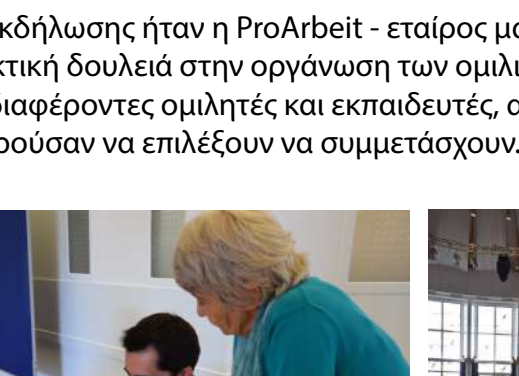 κδήλωσης ήταν η ProArbeit - εταίρος
κτική δουλειά στην οργάνωση των ομιλι
διαφέροντες ομιλητές και εκπαιδευτές,
ρούσαν να επιλέξουν να συμμετάσχουν.